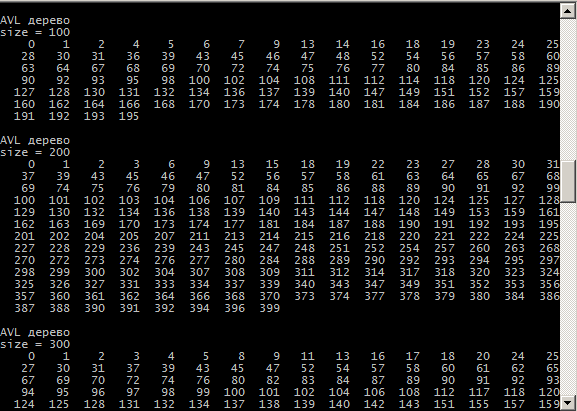 AVL дерево
size = 100
0 1 2 4 5 6 7 9 13 14 16 18 19 23 24 25
28 30 31 36 39 43 45 46 47 48 52 54 56 57 58 60
63 64 67 68 69 70 72 74 75 76 77 80 84 85 86 89
90 92 93 95 98 100 102 104 108 111 112 114 118 120 124 125
127 128 130 131 132 134 136 137 139 140 147 149 151 152 157 159
160 162 164 166 168 170 173 174 178 180 181 184 186 187 188 190
191 192 193 195
AVL дерево
size = 200
0 1 2 3 6 9 13 15 18 19 22 23 27 28 30 31
37 39 43 45 46 47 52 56 57 58 61 63 64 65 67 68
69 74 75 76 79 80 81 84 85 86 88 89 90 91 92 99
100 101 102 103 104 106 107 109 111 112 118 120 124 125 127 128
129 130 132 134 136 138 139 140 143 144 147 148 149 153 159 161
162 163 169 170 173 174 177 181 184 187 188 190 191 192 193 195
201 202 204 205 207 211 213 214 215 216 218 220 221 222 224 225
227 228 229 236 239 243 245 247 248 251 252 254 257 260 263 268
270 272 273 274 276 277 280 284 288 289 290 292 293 294 295 297
298 299 300 302 304 307 308 309 311 312 314 317 318 320 323 324
325 326 327 331 333 334 337 339 340 343 347 349 351 352 353 356
357 360 361 362 364 366 368 370 373 374 377 378 379 380 384 386
387 388 390 391 392 394 396 399
AVL дерево
size = 300
0 1 2 3 4 5 8 9 11 13 16 17 18 20 24 25
27 30 31 37 39 43 45 47 52 54 57 58 60 61 62 65
67 69 70 72 74 76 80 82 83 84 87 89 90 91 92 93
94 95 96 97 98 99 100 101 102 104 106 108 112 117 118 120
124 125 128 131 132 134 137 138 139 140 142 143 151 155 157 159